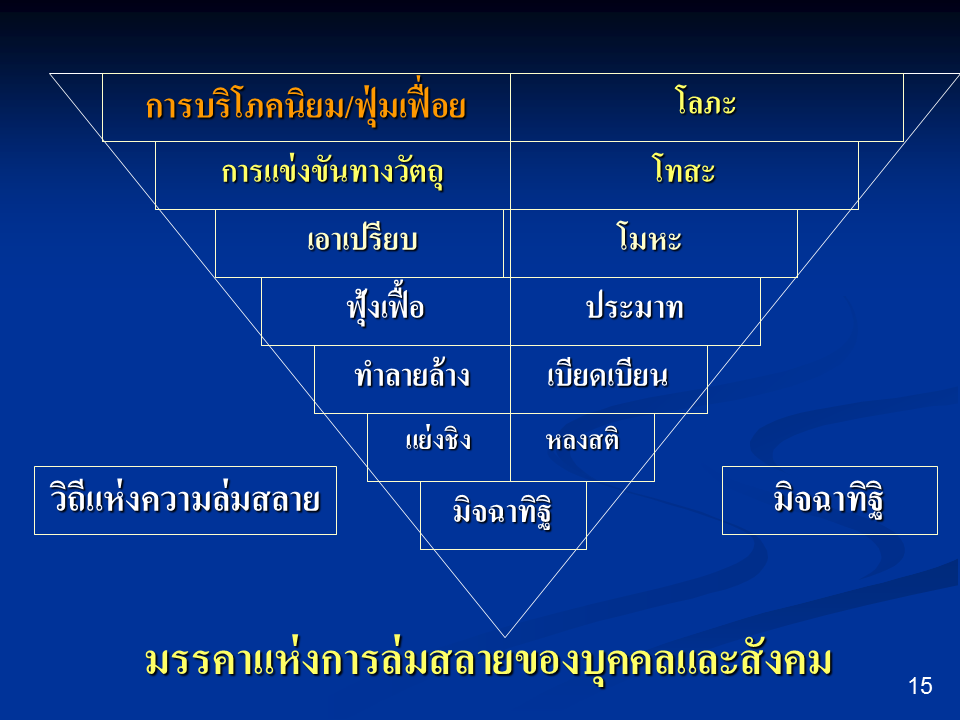 การบริโภคนิยม/ฟุ่มเฟื่อย โลภะ
การแข่งขันทางวัตถุ โทสะ
เอาเปรียบ โมหะ
ฟุ้งเฟื้อ ประมาท
ทำลายล้าง เบียดเบียน
แย่งชิง หลงสติ
วิถีแห่งความล่มสลาย มิจฉาทิฐิ มิจฉาทิฐิ
มรรคาแห่งการล่มสลายของบุคคลและสังคม
15